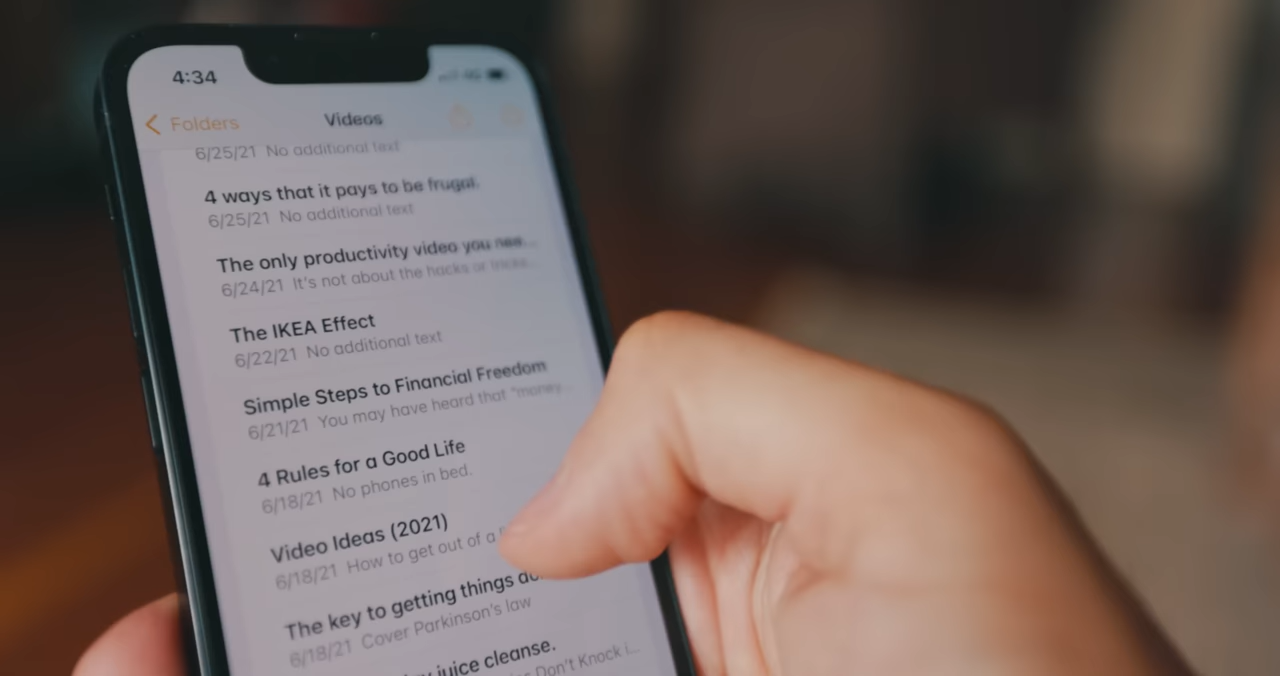 4:34
Folders
Videos
6/25/21 No additional text
4 ways that it pays to be frugal.
6/25/21 No additional text
The only productivity video you nee...
6/24/21 It's not about the hacks or tricks...
The IKEA Effect
6/22/21 No additional text
Simple Steps to Financial Freedom
6/21/21 You may have heard that "money...
4 Rules for a Good Life
6/18/21 No phones in bed.
Video Ideas (2021)
6/18/21 How to get out of a
The key to getting things
6/18/21 Cover Parkinson's law
juice cleanse.
Don't Knock i...